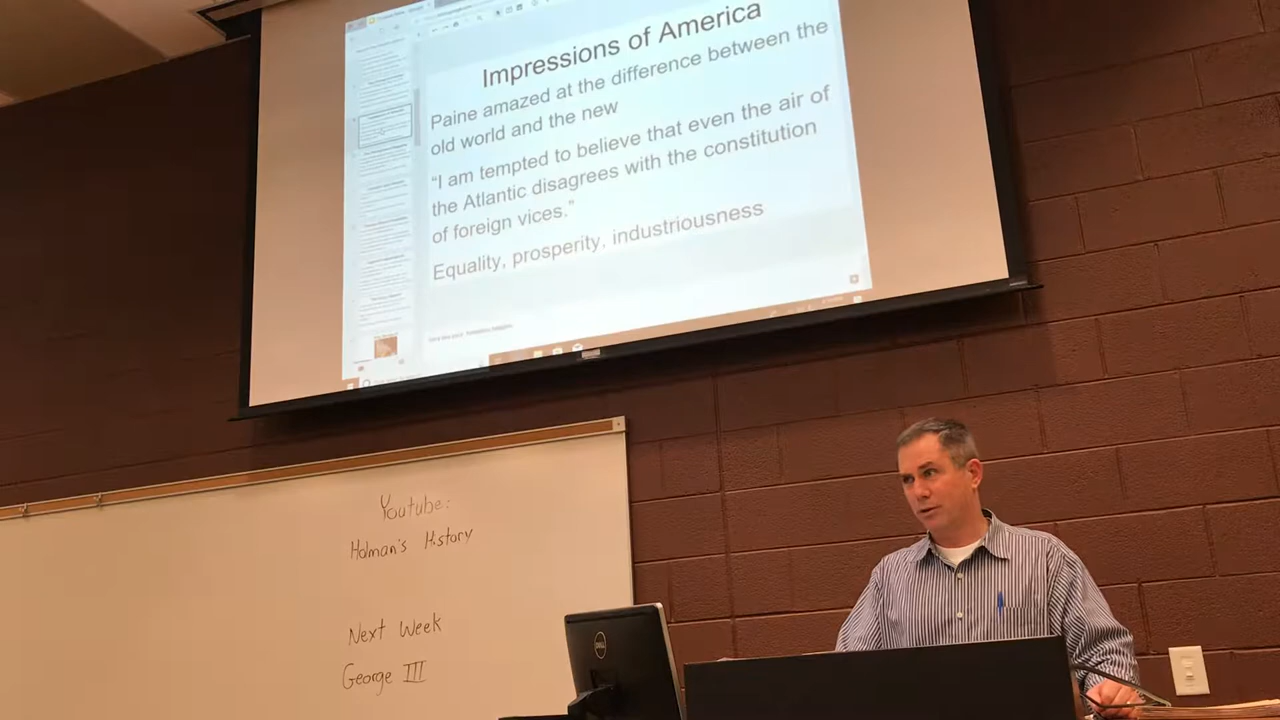 Impressions of America
Paine amazed at the difference between the
old world and the new
“I am tempted to believe that even the air of
the Atlantic disagrees with the constitution
of foreign vices.”
Equality, prosperity, industriousness
Youtube:
Holman's History
Next Week
George III
DELL